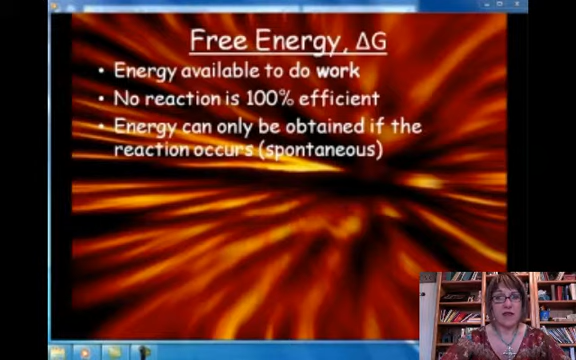 Free Energy, ΔG
• Energy available to do work
• No reaction is 100% efficient
• Energy can only be obtained if the
reaction occurs (spontaneous)